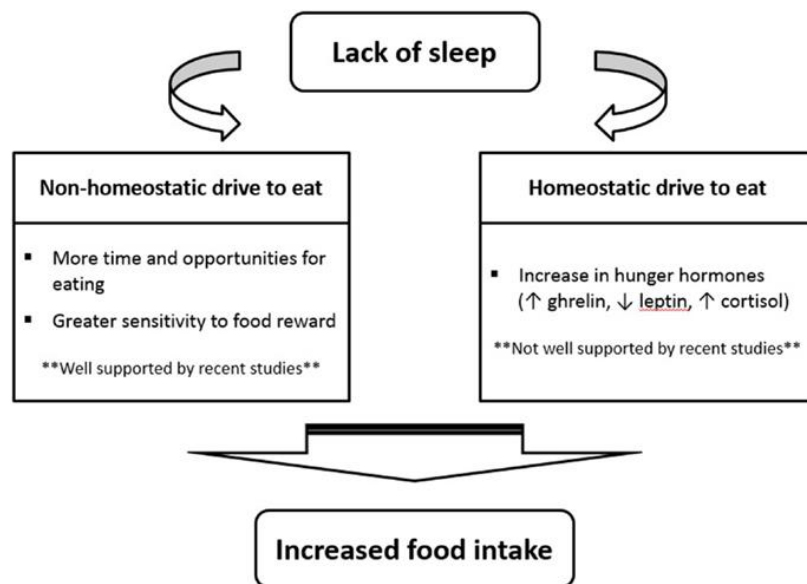 Lack of sleep
Non-homeostatic drive to eat
▪ More time and opportunities for
eating
▪ Greater sensitivity to food reward
**Well supported by recent studies**
Homeostatic drive to eat
▪ Increase in hunger hormones
(↑ ghrelin, ↓ leptin, ↑ cortisol)
**Not well supported by recent studies**
Increased food intake